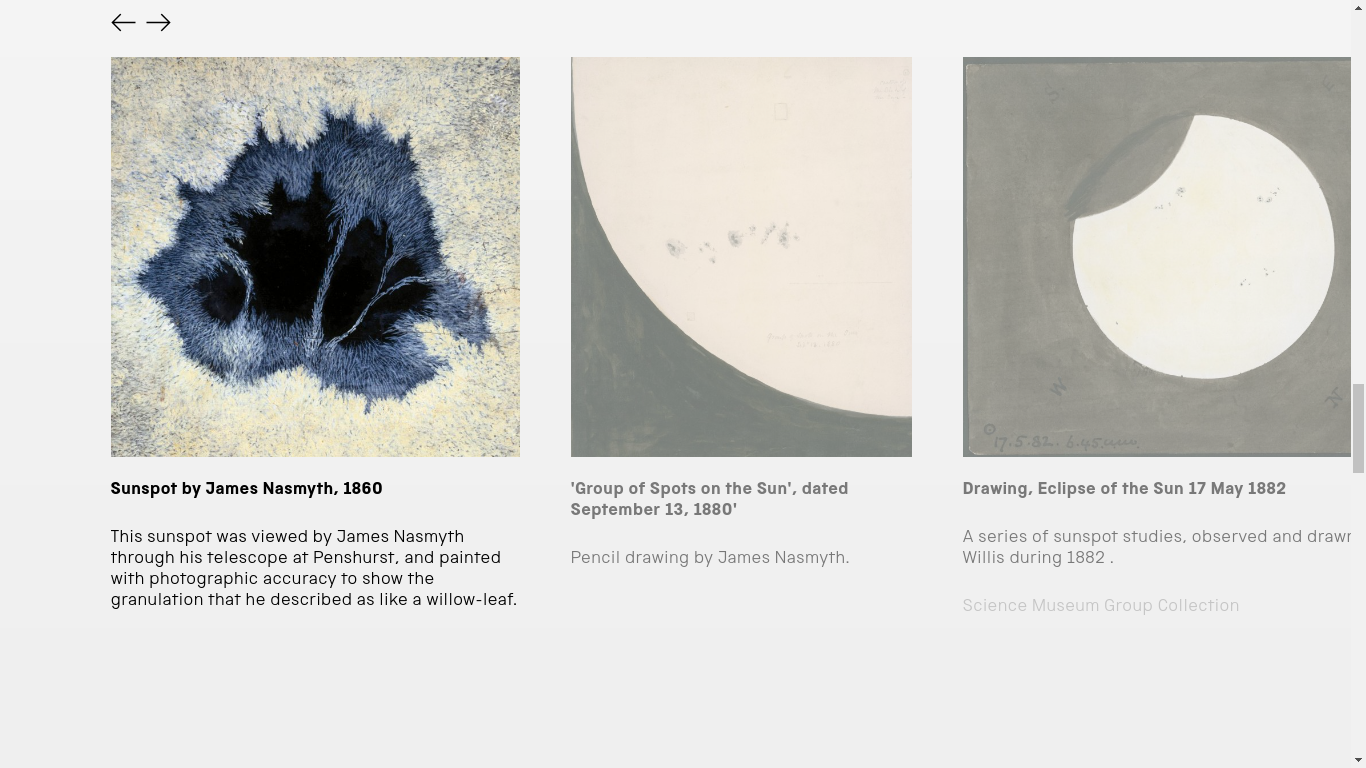 Sunspot by James Nasmyth, 1860
This sunspot was viewed by James Nasmyth
through his telescope at Penshurst, and painted
with photographic accuracy to show the
granulation that he described as like a willow-leaf.
'Group of Spots on the Sun', dated
September 13, 1880'
Pencil drawing by James Nasmyth.
S
E
W
N
17.5.82. 6.45
Drawing, Eclipse of the Sun 17 May 1882
A series of sunspot studies, observed and drawn
Willis during 1882 .
Science Museum Group Collection